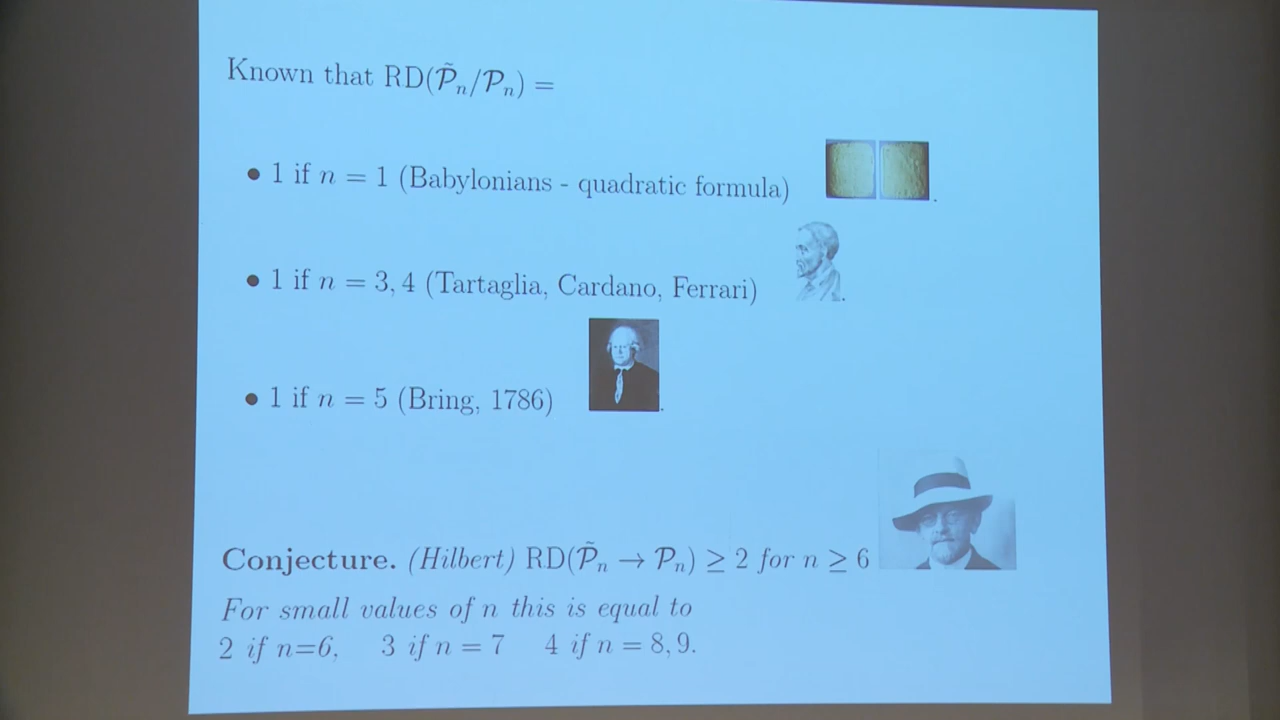 Known that RD(𝒫̃ₙ/𝒫ₙ) =
• 1 if n = 1 (Babylonians - quadratic formula)
• 1 if n = 3, 4 (Tartaglia, Cardano, Ferrari)
• 1 if n = 5 (Bring, 1786)
Conjecture. (Hilbert) RD(𝒫̃ₙ → 𝒫ₙ) ≥ 2 for n ≥ 6
For small values of n this is equal to
2 if n=6, 3 if n = 7 4 if n = 8, 9.